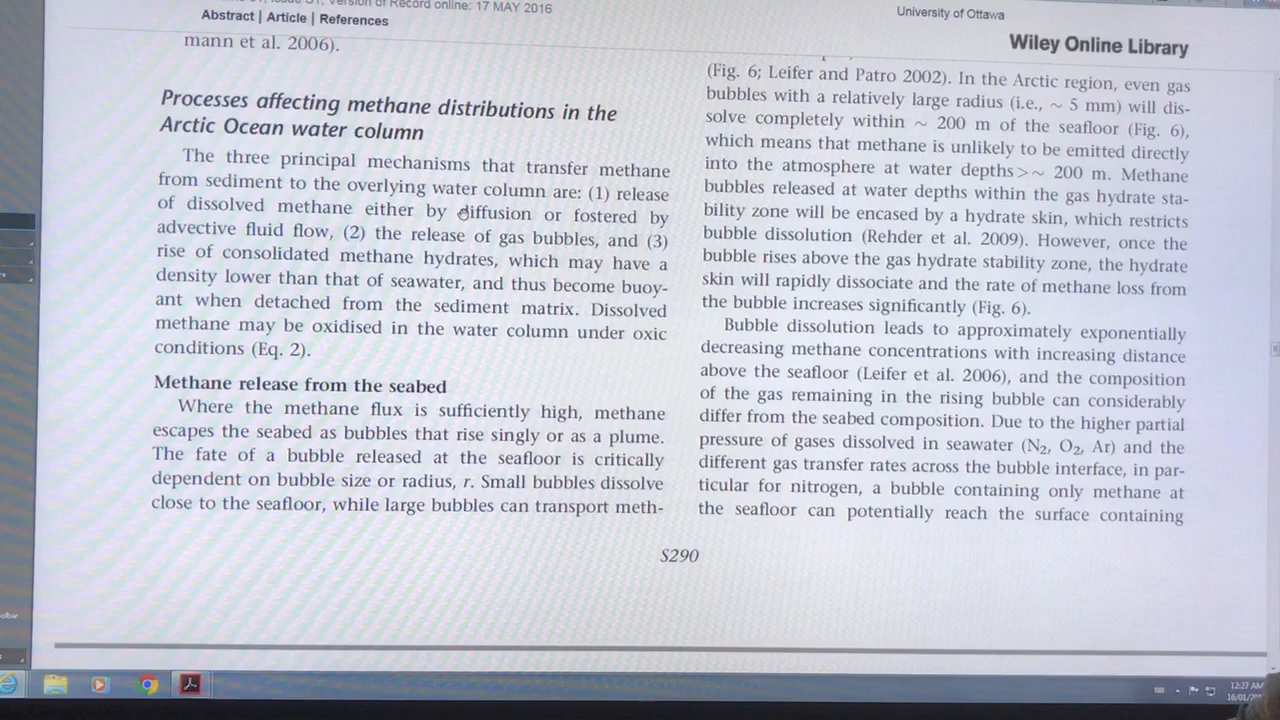 Version of Record online: 17 MAY 2016
Abstract | Article | References
University of Ottawa
Wiley Online Library
mann et al. 2006).
Processes affecting methane distributions in the
Arctic Ocean water column
The three principal mechanisms that transfer methane
from sediment to the overlying water column are: (1) release
of dissolved methane either by diffusion or fostered by
advective fluid flow, (2) the release of gas bubbles, and (3)
rise of consolidated methane hydrates, which may have a
density lower than that of seawater, and thus become buoy-
ant when detached from the sediment matrix. Dissolved
methane may be oxidised in the water column under oxic
conditions (Eq. 2).
Methane release from the seabed
Where the methane flux is sufficiently high, methane
escapes the seabed as bubbles that rise singly or as a plume.
The fate of a bubble released at the seafloor is critically
dependent on bubble size or radius, r. Small bubbles dissolve
close to the seafloor, while large bubbles can transport meth-
(Fig. 6; Leifer and Patro 2002). In the Arctic region, even gas
bubbles with a relatively large radius (i.e., ~ 5 mm) will dis-
solve completely within ~ 200 m of the seafloor (Fig. 6),
which means that methane is unlikely to be emitted directly
into the atmosphere at water depths>~ 200 m. Methane
bubbles released at water depths within the gas hydrate sta-
bility zone will be encased by a hydrate skin, which restricts
bubble dissolution (Rehder et al. 2009). However, once the
bubble rises above the gas hydrate stability zone, the hydrate
skin will rapidly dissociate and the rate of methane loss from
the bubble increases significantly (Fig. 6).
Bubble dissolution leads to approximately exponentially
decreasing methane concentrations with increasing distance
above the seafloor (Leifer et al. 2006), and the composition
of the gas remaining in the rising bubble can considerably
differ from the seabed composition. Due to the higher partial
pressure of gases dissolved in seawater (N₂, O₂, Ar) and the
different gas transfer rates across the bubble interface, in par-
ticular for nitrogen, a bubble containing only methane at
the seafloor can potentially reach the surface containing
S290
12:27 AM
16/01/20